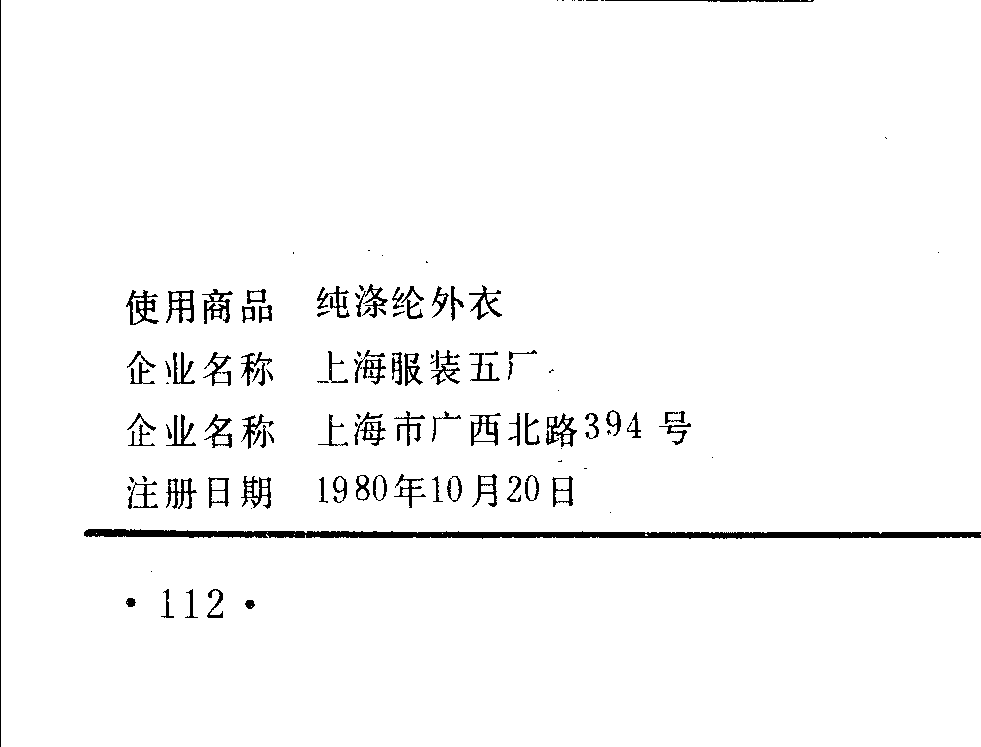 使用商品 纯涤纶外衣
企业名称 上海服装五厂
企业名称 上海市广西北路394号
注册日期 1980年10月20日
·112·